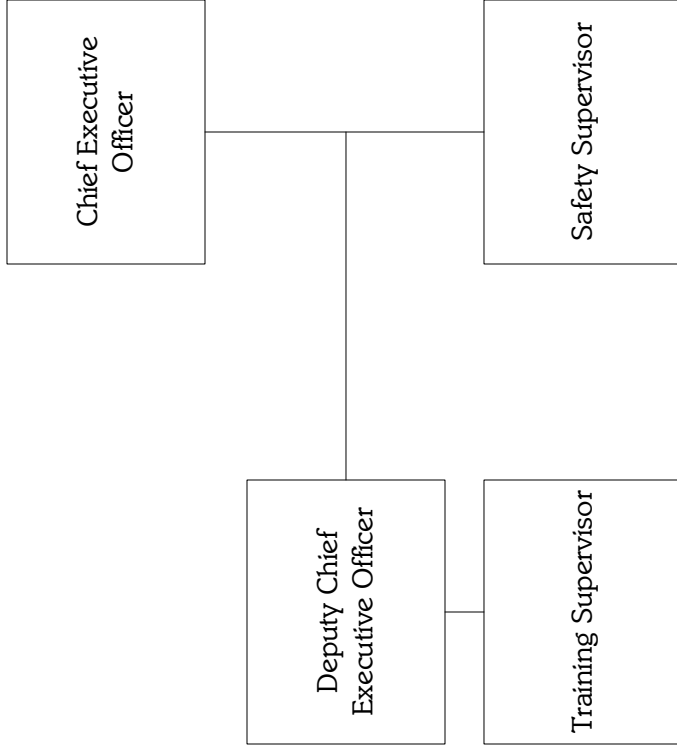 Chief Executive
Officer
Safety Supervisor
Deputy Chief
Executive Officer
Training Supervisor